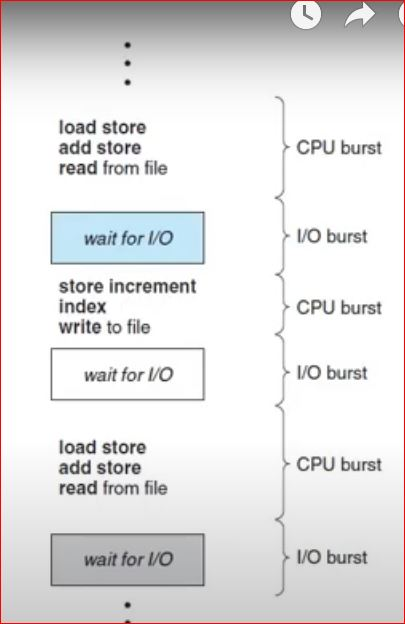 load store
add store
read from file
CPU burst
wait for I/O
I/O burst
store increment
index
write to file
CPU burst
wait for I/O
I/O burst
load store
add store
read from file
CPU burst
wait for I/O
I/O burst